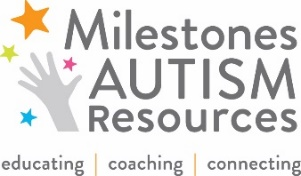 Milestones
AUTISM
Resources
educating | coaching | connecting